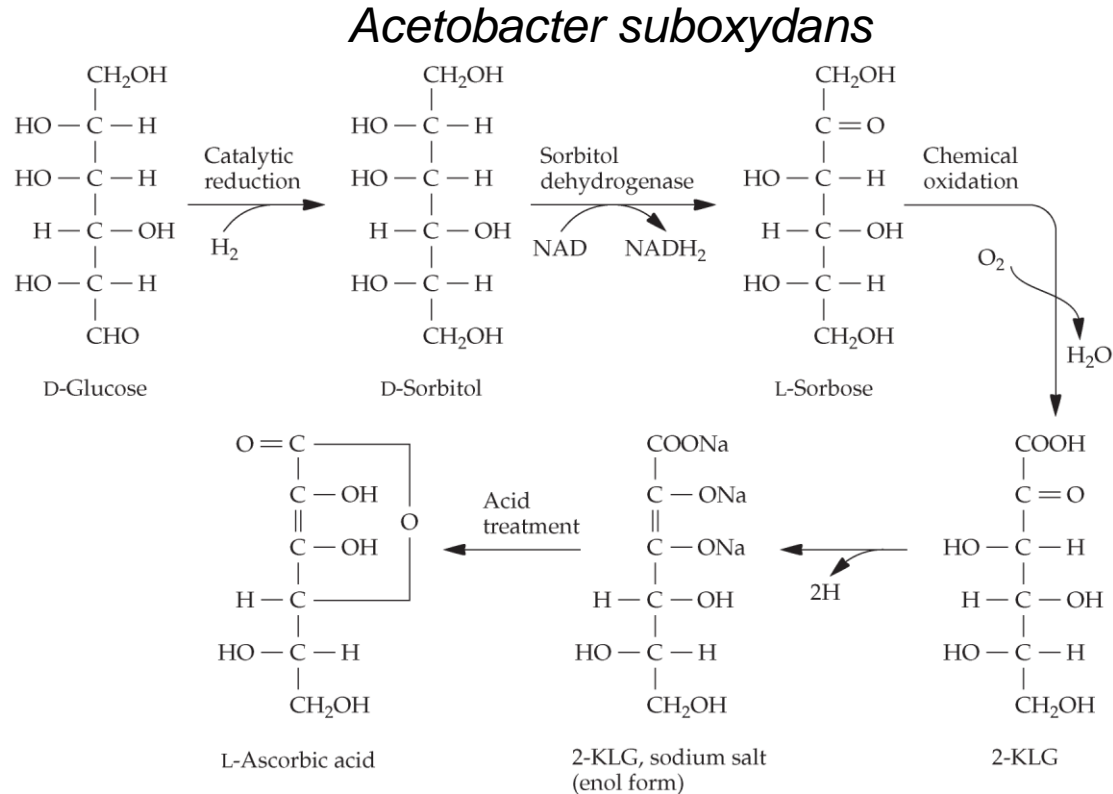 Acetobacter suboxydans
CH2OH
HO — C — H
HO — C — H
H — C — OH
HO — C — H
CHO
D-Glucose
Catalytic
reduction
H2
CH2OH
HO — C — H
HO — C — H
H — C — OH
HO — C — H
CH2OH
D-Sorbitol
Sorbitol
dehydrogenase
NAD
NADH2
CH2OH
C = O
HO — C — H
H — C — OH
HO — C — H
CH2OH
L-Sorbose
Chemical
oxidation
O2
H2O
COOH
C = O
HO — C — H
H — C — OH
HO — C — H
CH2OH
2-KLG
2H
COONa
C — ONa
C — ONa
H — C — OH
HO — C — H
CH2OH
2-KLG, sodium salt
(enol form)
Acid
treatment
O = C
C — OH
O
C — OH
H — C
HO — C — H
CH2OH
L-Ascorbic acid